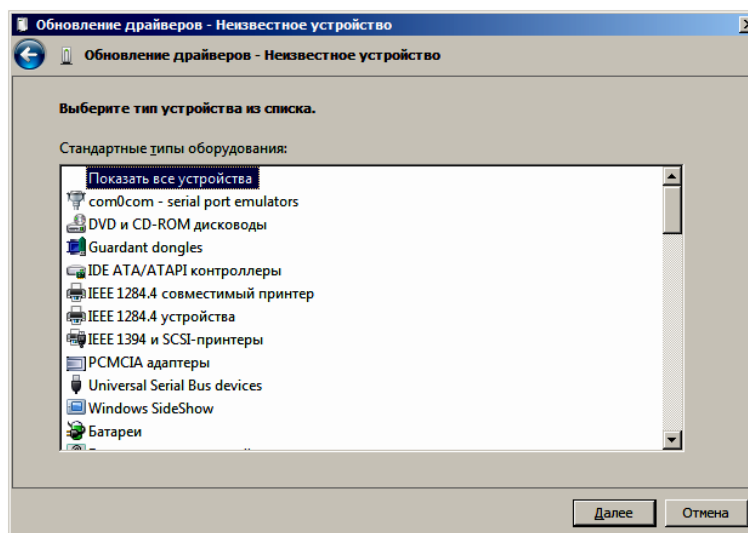 Обновление драйверов - Неизвестное устройство
Обновление драйверов - Неизвестное устройство
Выберите тип устройства из списка.
Стандартные типы оборудования:
Показать все устройства
com0com - serial port emulators
DVD и CD-ROM дисководы
Guardant dongles
IDE ATA/ATAPI контроллеры
IEEE 1284.4 совместимый принтер
IEEE 1284.4 устройства
IEEE 1394 и SCSI-принтеры
PCMCIA адаптеры
Universal Serial Bus devices
Windows SideShow
Батареи
Далее Отмена